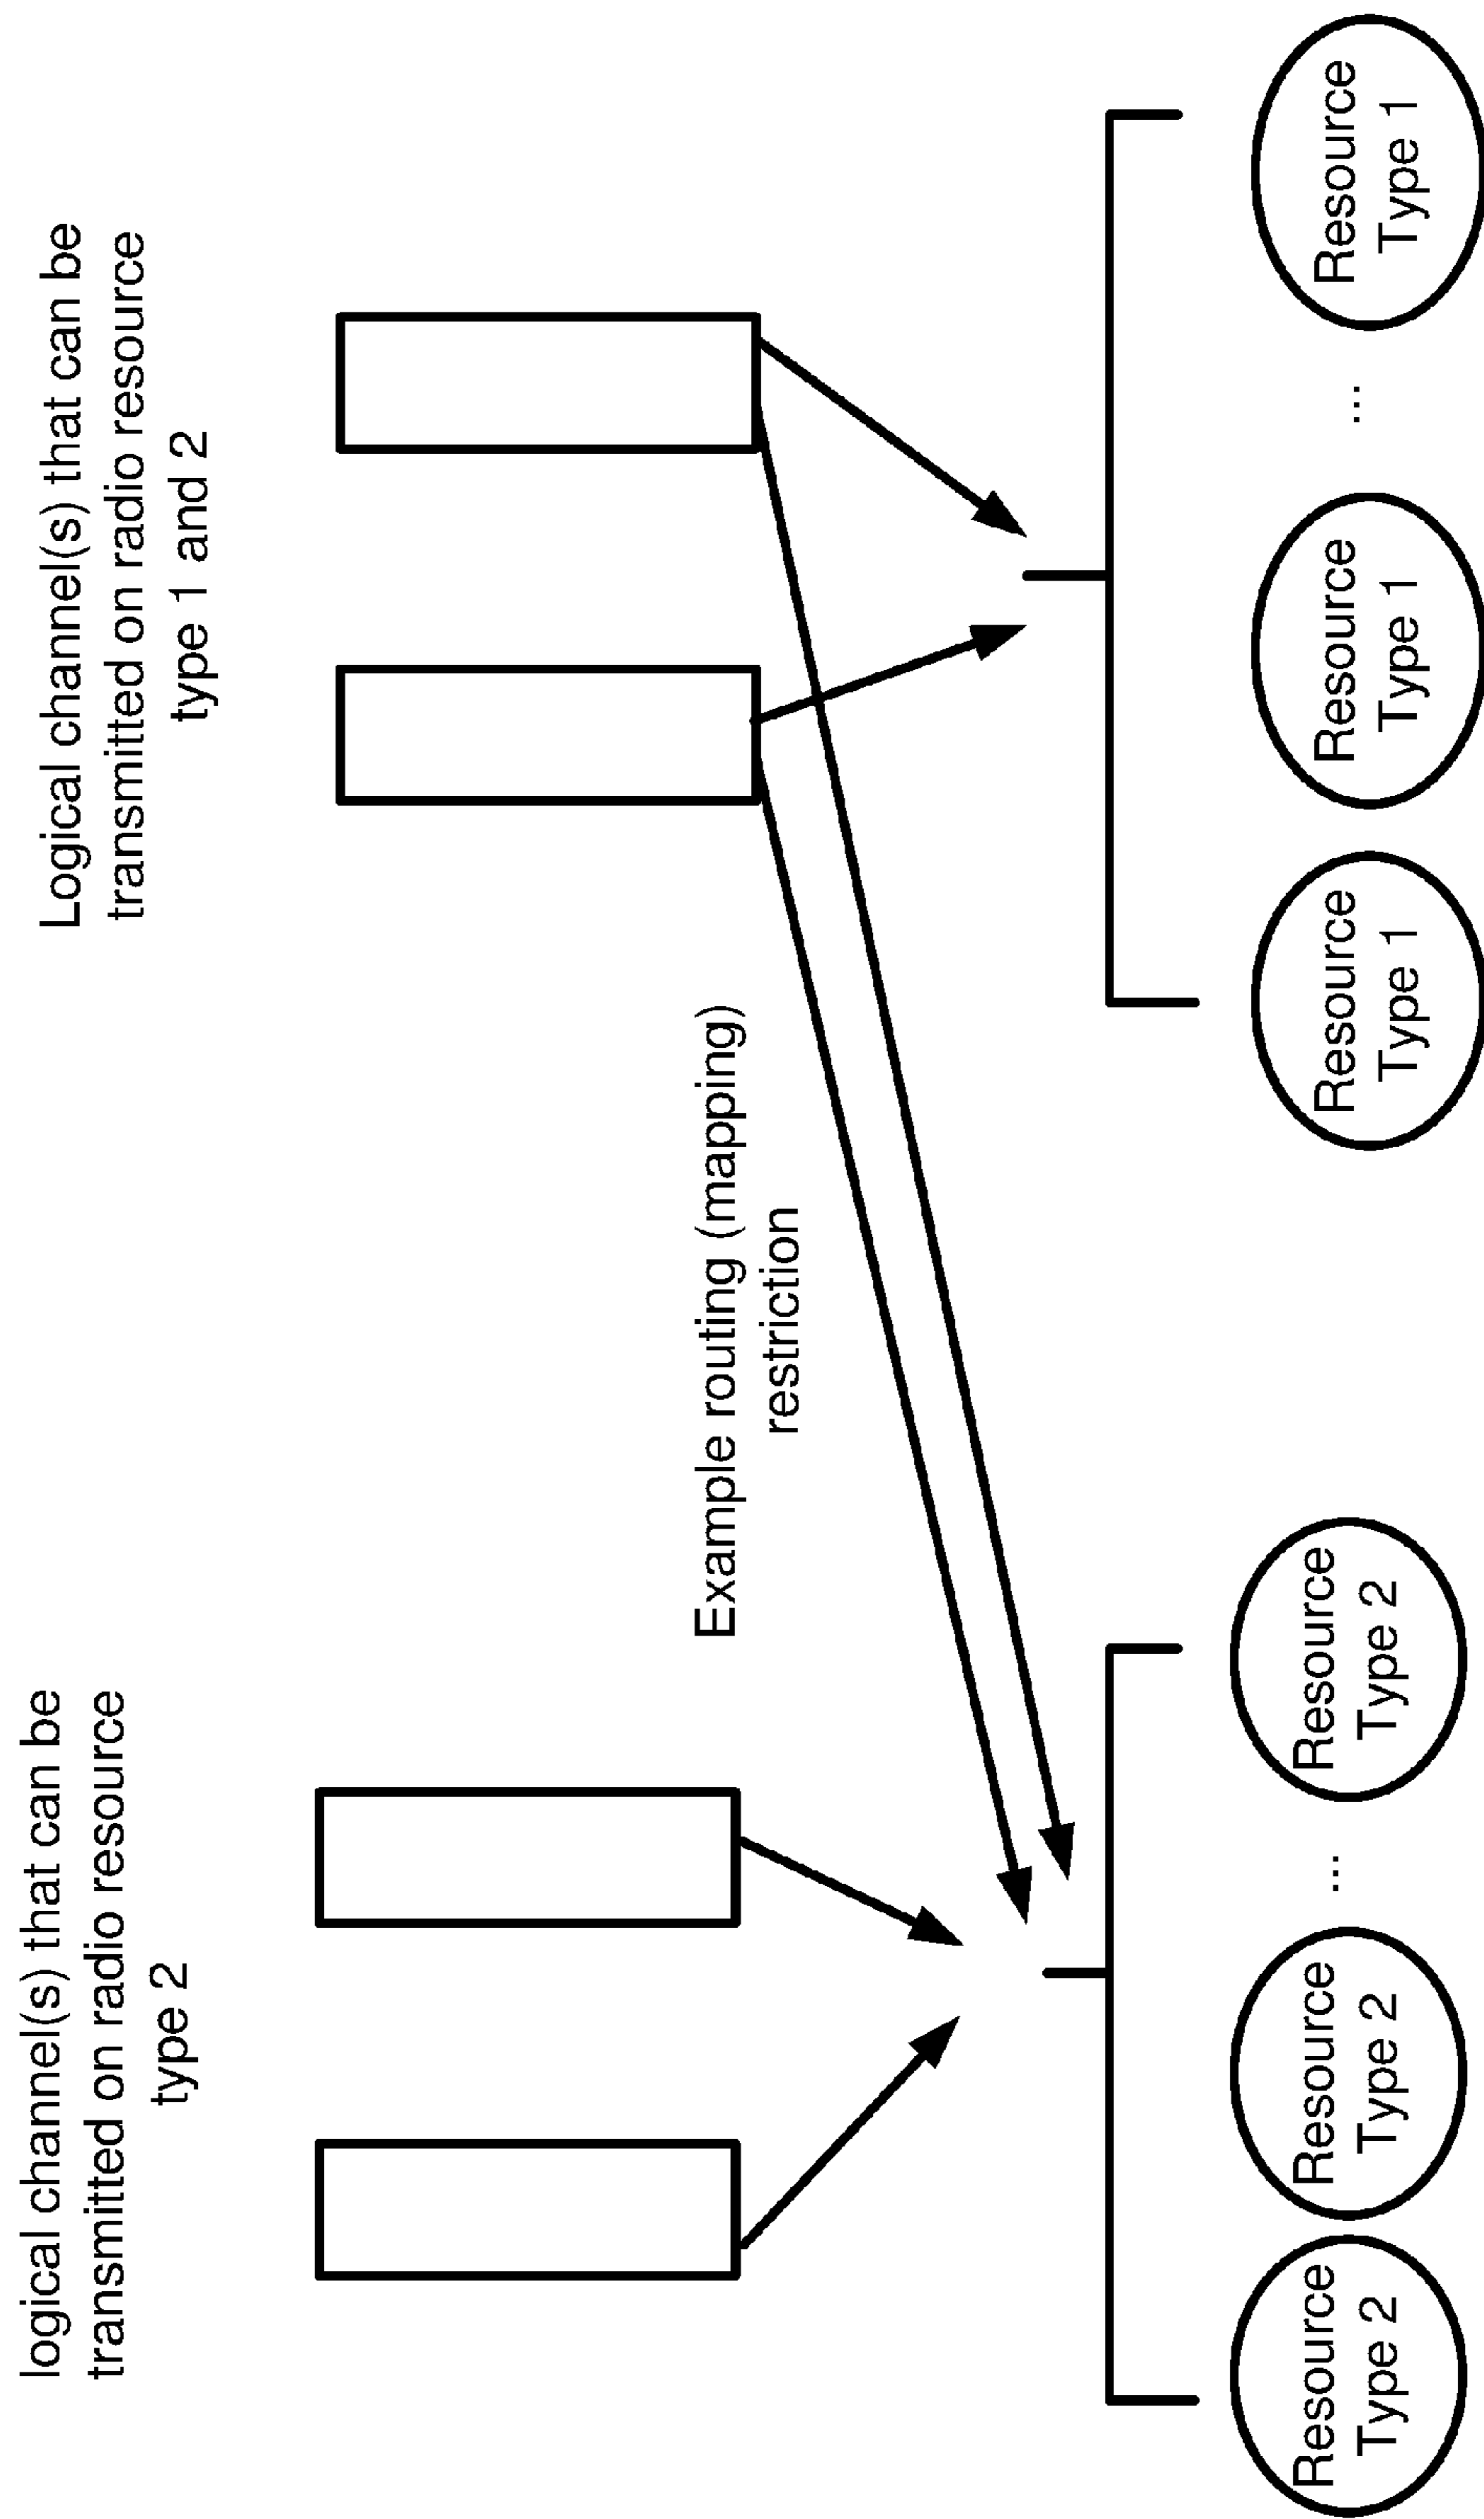 logical channel(s) that can be
transmitted on radio resource
type 2
Logical channel(s) that can be
transmitted on radio resource
type 1 and 2
Example routing (mapping)
restriction
Resource
Type 2
Resource
Type 2
...
Resource
Type 2
Resource
Type 1
Resource
Type 1
...
Resource
Type 1